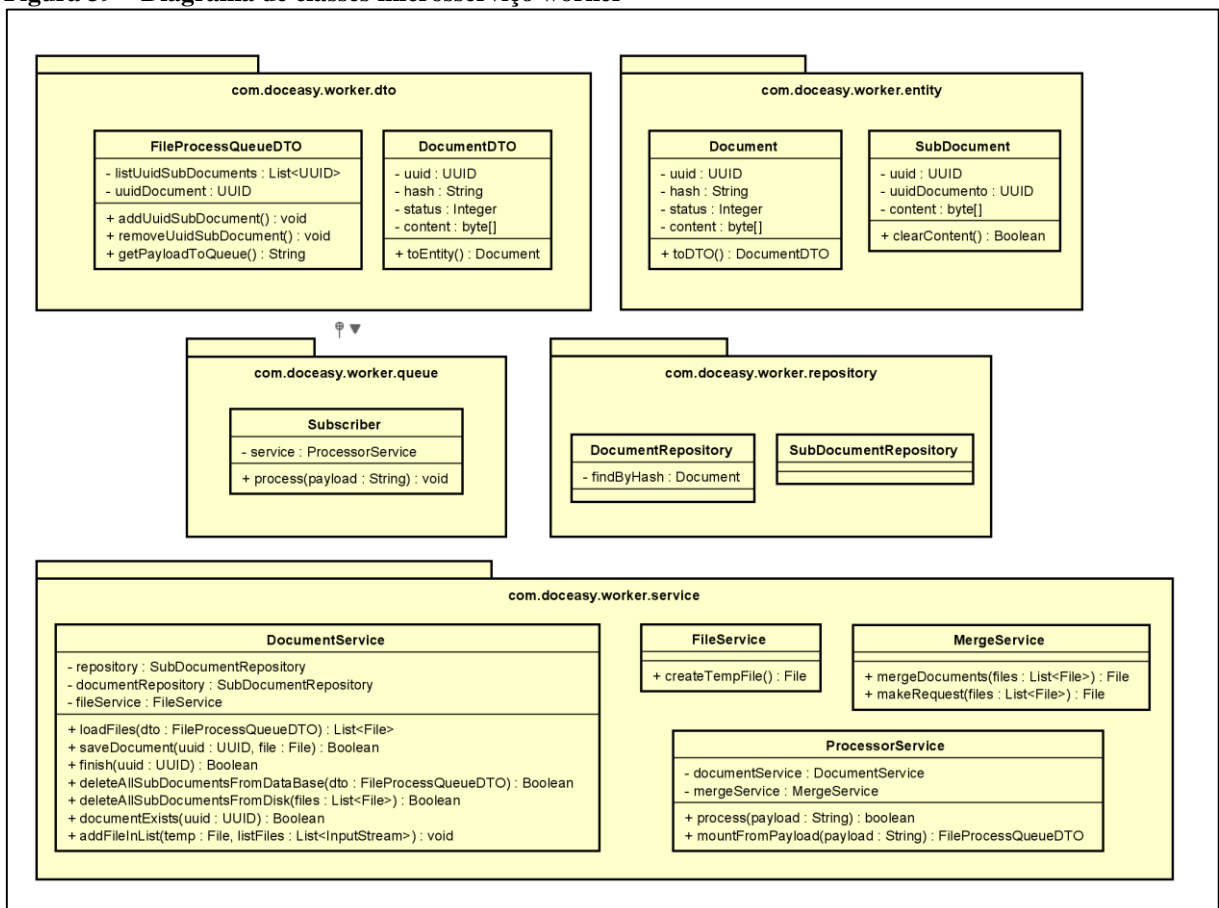 Figura 39 – Diagrama de classes microsserviço worker
com.doceasy.worker.dto
FileProcessQueueDTO
- listUuidSubDocuments : List<UUID>
- uuidDocument : UUID
+ addUuidSubDocument() : void
+ removeUuidSubDocument() : void
+ getPayloadToQueue() : String
DocumentDTO
- uuid : UUID
- hash : String
- status : Integer
- content : byte[]
+ toEntity() : Document
com.doceasy.worker.entity
Document
- uuid : UUID
- hash : String
- status : Integer
- content : byte[]
+ toDTO() : DocumentDTO
SubDocument
- uuid : UUID
- uuidDocumento : UUID
- content : byte[]
+ clearContent() : Boolean
com.doceasy.worker.queue
Subscriber
- service : ProcessorService
+ process(payload : String) : void
com.doceasy.worker.repository
DocumentRepository
- findByHash : Document
SubDocumentRepository
com.doceasy.worker.service
DocumentService
- repository : SubDocumentRepository
- documentRepository : SubDocumentRepository
- fileService : FileService
+ loadFiles(dto : FileProcessQueueDTO) : List<File>
+ saveDocument(uuid : UUID, file : File) : Boolean
+ finish(uuid : UUID) : Boolean
+ deleteAllSubDocumentsFromDataBase(dto : FileProcessQueueDTO) : Boolean
+ deleteAllSubDocumentsFromDisk(files : List<File>) : Boolean
+ documentExists(uuid : UUID) : Boolean
+ addFileInList(temp : File, listFiles : List<InputStream>) : void
FileService
+ createTempFile() : File
MergeService
+ mergeDocuments(files : List<File>) : File
+ makeRequest(files : List<File>) : File
ProcessorService
- documentService : DocumentService
- mergeService : MergeService
+ process(payload : String) : boolean
+ mountFromPayload(payload : String) : FileProcessQueueDTO